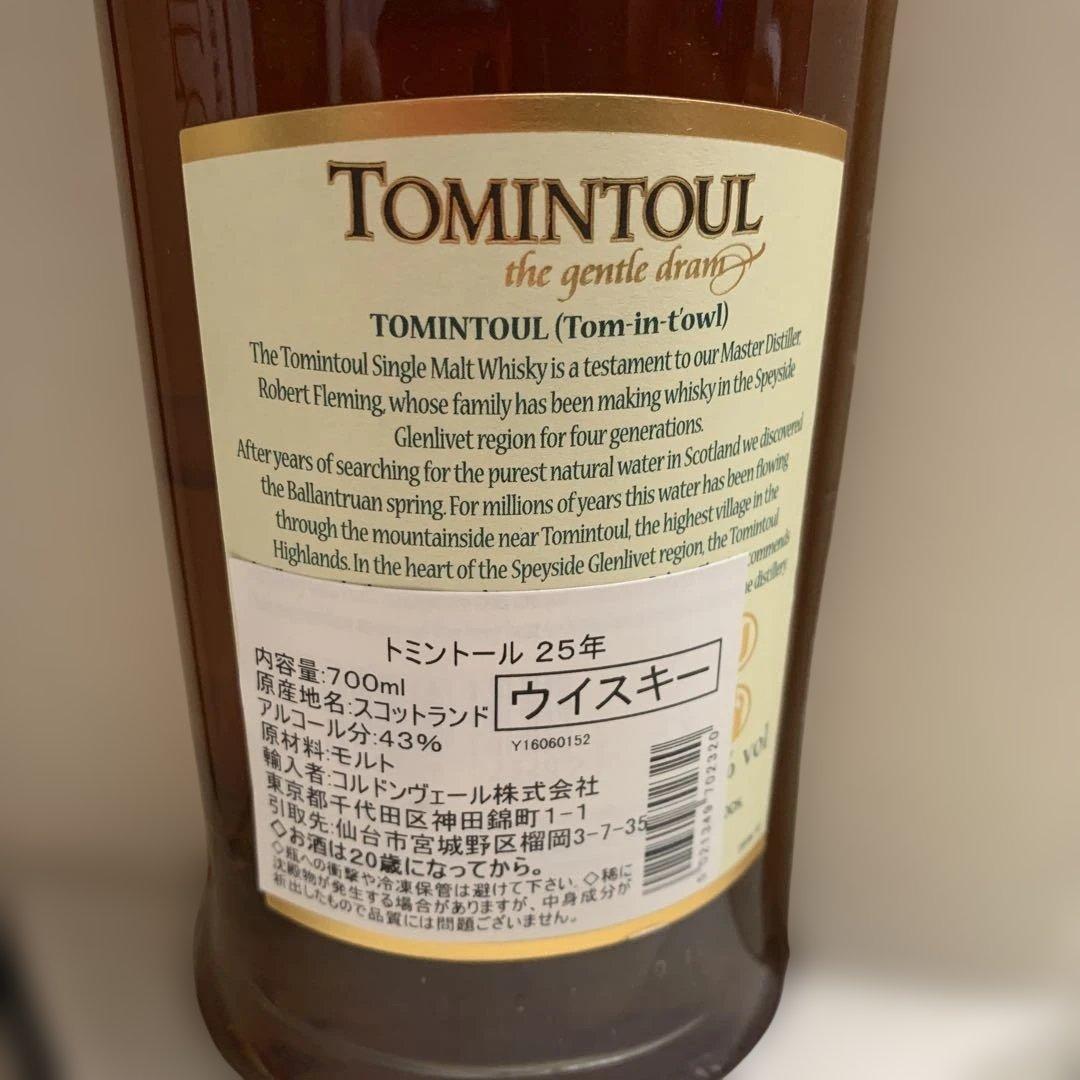 TOMINTOUL
the gentle dram
TOMINTOUL (Tom-in-t'owl)
The Tomintoul Single Malt Whisky is a testament to our Master Distiller,
Robert Fleming, whose family has been making whisky in the Speyside
Glenlivet region for four generations.
After years of searching for the purest natural water in Scotland we discovered
the Ballantruan spring. For millions of years this water has been flowing
through the mountainside near Tomintoul, the highest village in the
Highlands. In the heart of the Speyside Glenlivet region, the Tomintoul
distillery.
vol
トミントール 25年
内容量:700ml
原産地名:スコットランド
ウイスキー
アルコール分:43%
Y16060152
原材料:モルト
輸入者:コルドンヴェール株式会社
東京都千代田区神田錦町1-1
引取先:仙台市宮城野区榴岡3-7-35
◇お酒は20歳になってから。
◇瓶への衝撃や冷凍保管は避けて下さい。◇稀に
沈殿物が発生する場合がありますが、中身成分が
析出したもので品質には問題ございません。
5 021349 702320